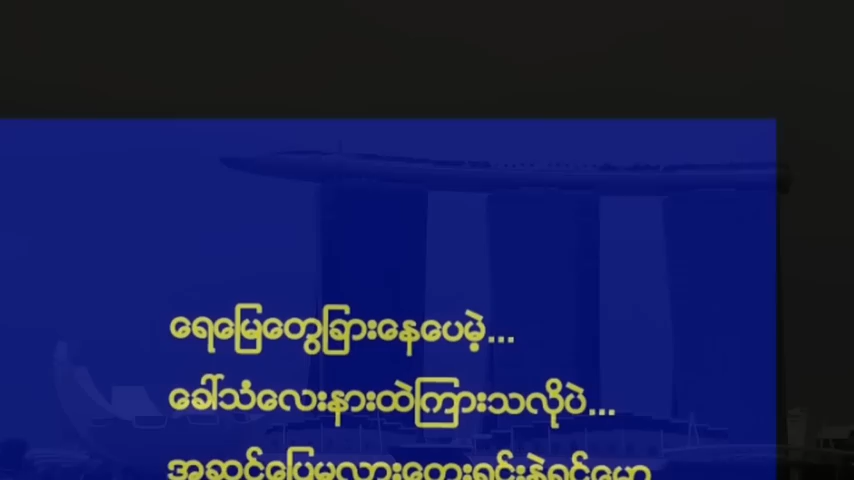 ရေမြေတွေခြားနေပေမဲ့...
ခေါ်သံလေးနားထဲကြားသလိုပဲ...
အဆင်ပြေမလားတွေးရင်းနဲ့ရင်မော